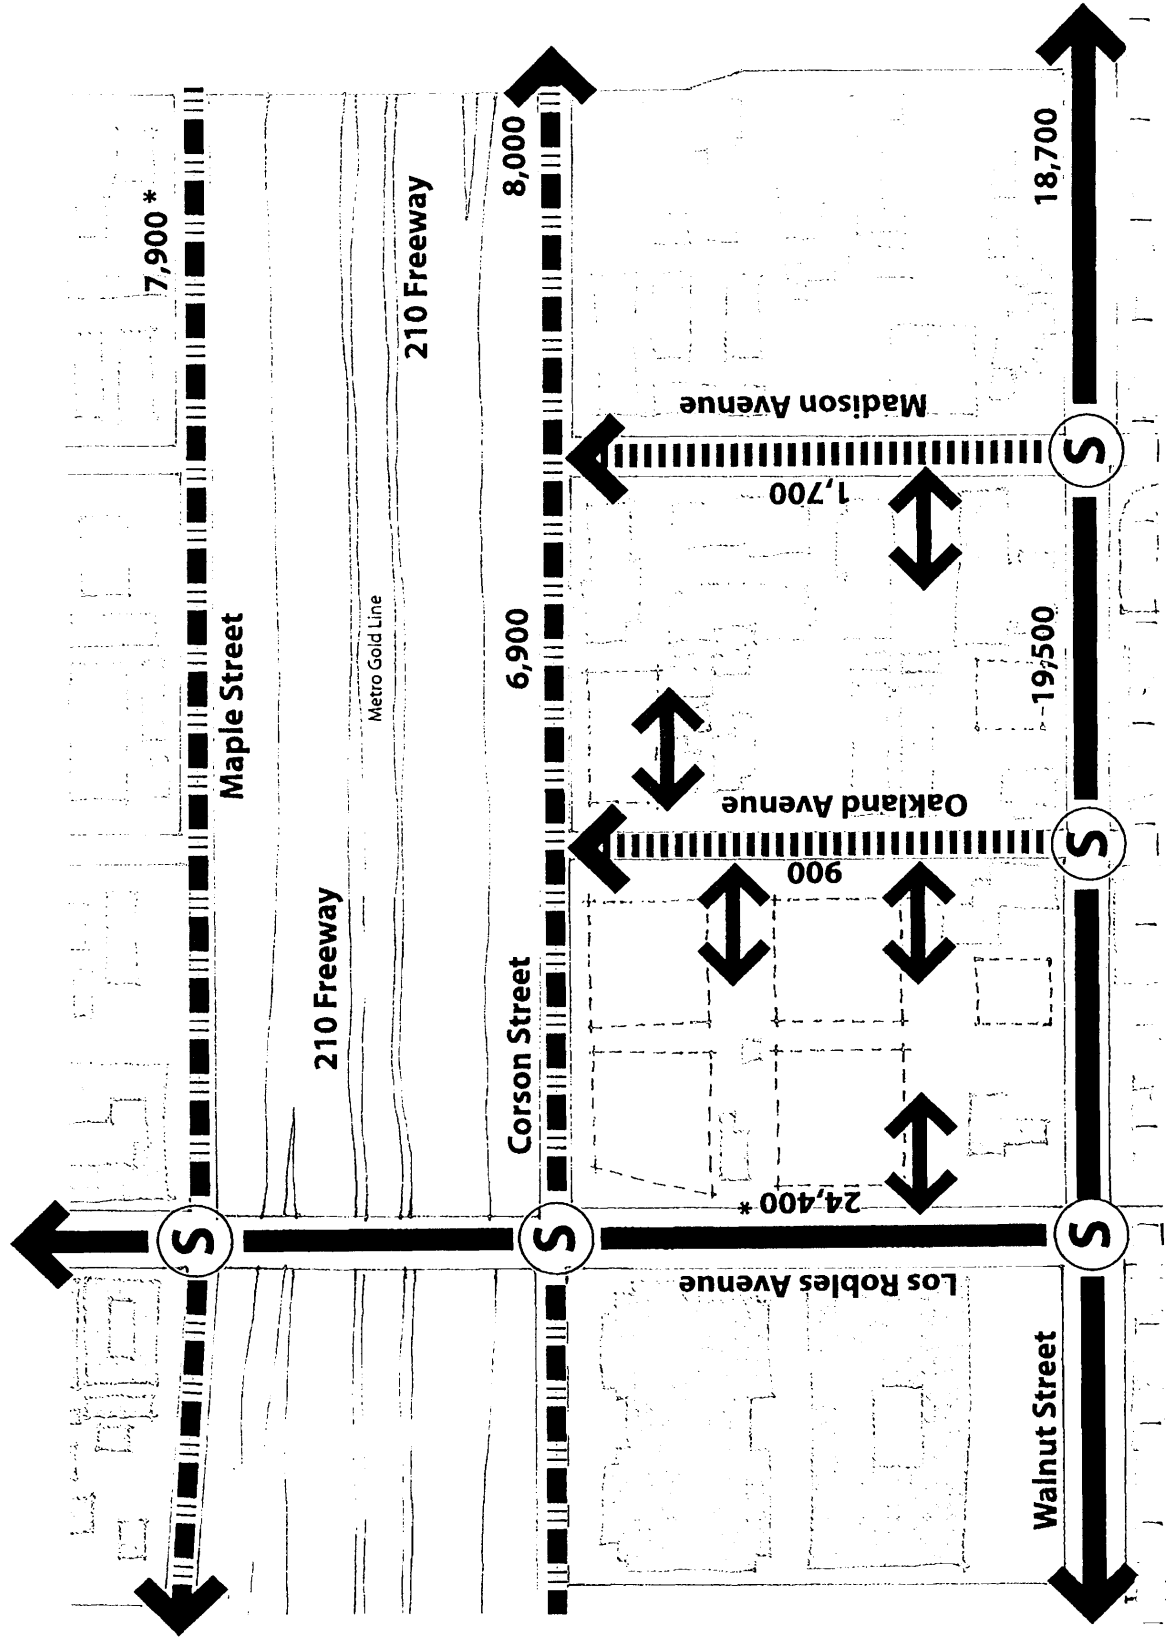 7,900 *
Maple Street
210 Freeway
210 Freeway
Metro Gold Line
8,000
6,900
Corson Street
Madison Avenue
1,700
Oakland Avenue
900
24,400 *
Los Robles Avenue
18,700
19,500
Walnut Street
S
S
S
S
S